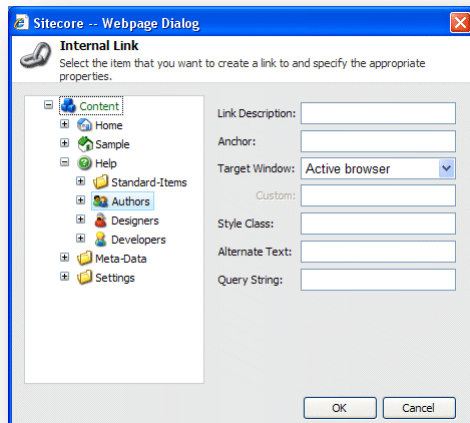 Sitecore -- Webpage Dialog
Internal Link
Select the item that you want to create a link to and specify the appropriate
properties.
Content
Home
Sample
Help
Standard-Items
Authors
Designers
Developers
Meta-Data
Settings
Link Description:
Anchor:
Target Window: Active browser
Custom:
Style Class:
Alternate Text:
Query String:
OK Cancel